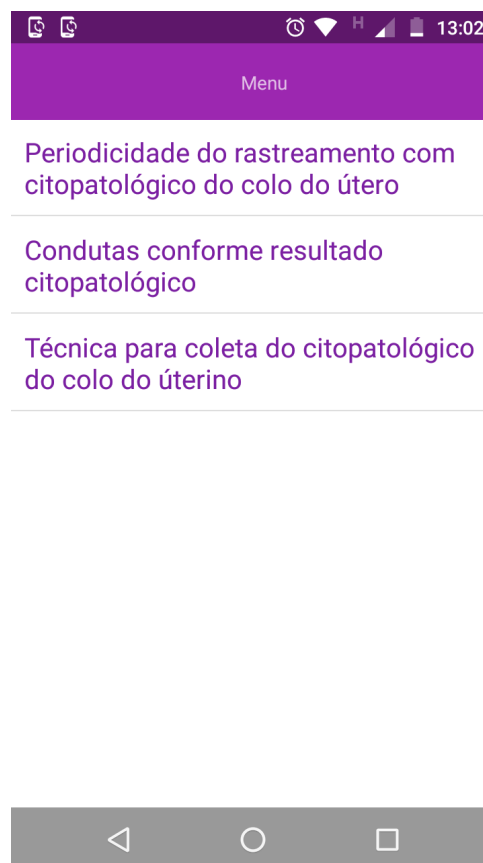 H 13:02
Menu
Periodicidade do rastreamento com
citopatológico do colo do útero
Condutas conforme resultado
citopatológico
Técnica para coleta do citopatológico
do colo do úterino